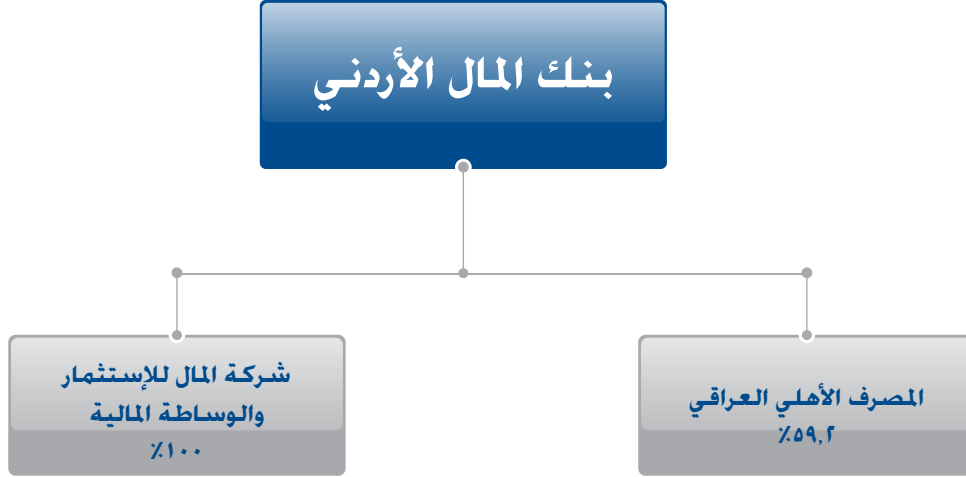 بنك المال الأردني
المصرف الأهلي العراقي
٥٩,٢٪
شركة المال للإستثمار
والوساطة المالية
١٠٠٪